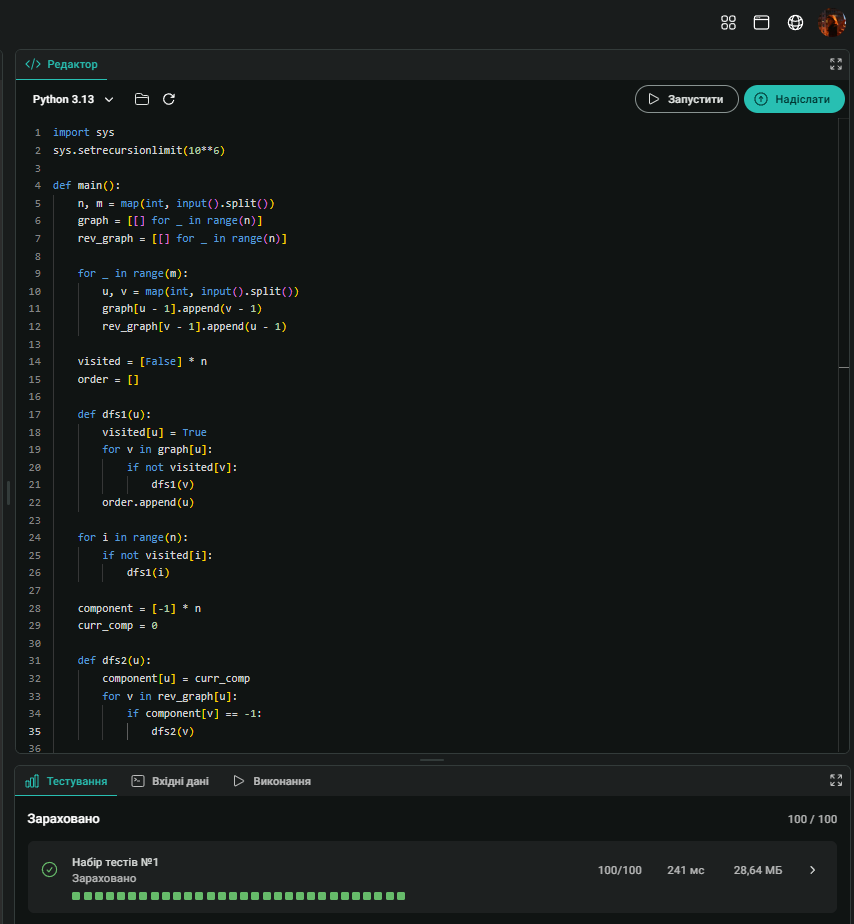 </> Редактор
Python 3.13
Запустити
Надіслати
1 import sys
2 sys.setrecursionlimit(10**6)
3
4 def main():
5     n, m = map(int, input().split())
6     graph = [[] for _ in range(n)]
7     rev_graph = [[] for _ in range(n)]
8
9     for _ in range(m):
10         u, v = map(int, input().split())
11         graph[u - 1].append(v - 1)
12         rev_graph[v - 1].append(u - 1)
13
14     visited = [False] * n
15     order = []
16
17     def dfs1(u):
18         visited[u] = True
19         for v in graph[u]:
20             if not visited[v]:
21                 dfs1(v)
22         order.append(u)
23
24     for i in range(n):
25         if not visited[i]:
26             dfs1(i)
27
28     component = [-1] * n
29     curr_comp = 0
30
31     def dfs2(u):
32         component[u] = curr_comp
33         for v in rev_graph[u]:
34             if component[v] == -1:
35                 dfs2(v)
36
Тестування
Вхідні дані
Виконання
Зараховано
100 / 100
Набір тестів №1
Зараховано
100/100
241 мс
28,64 МБ